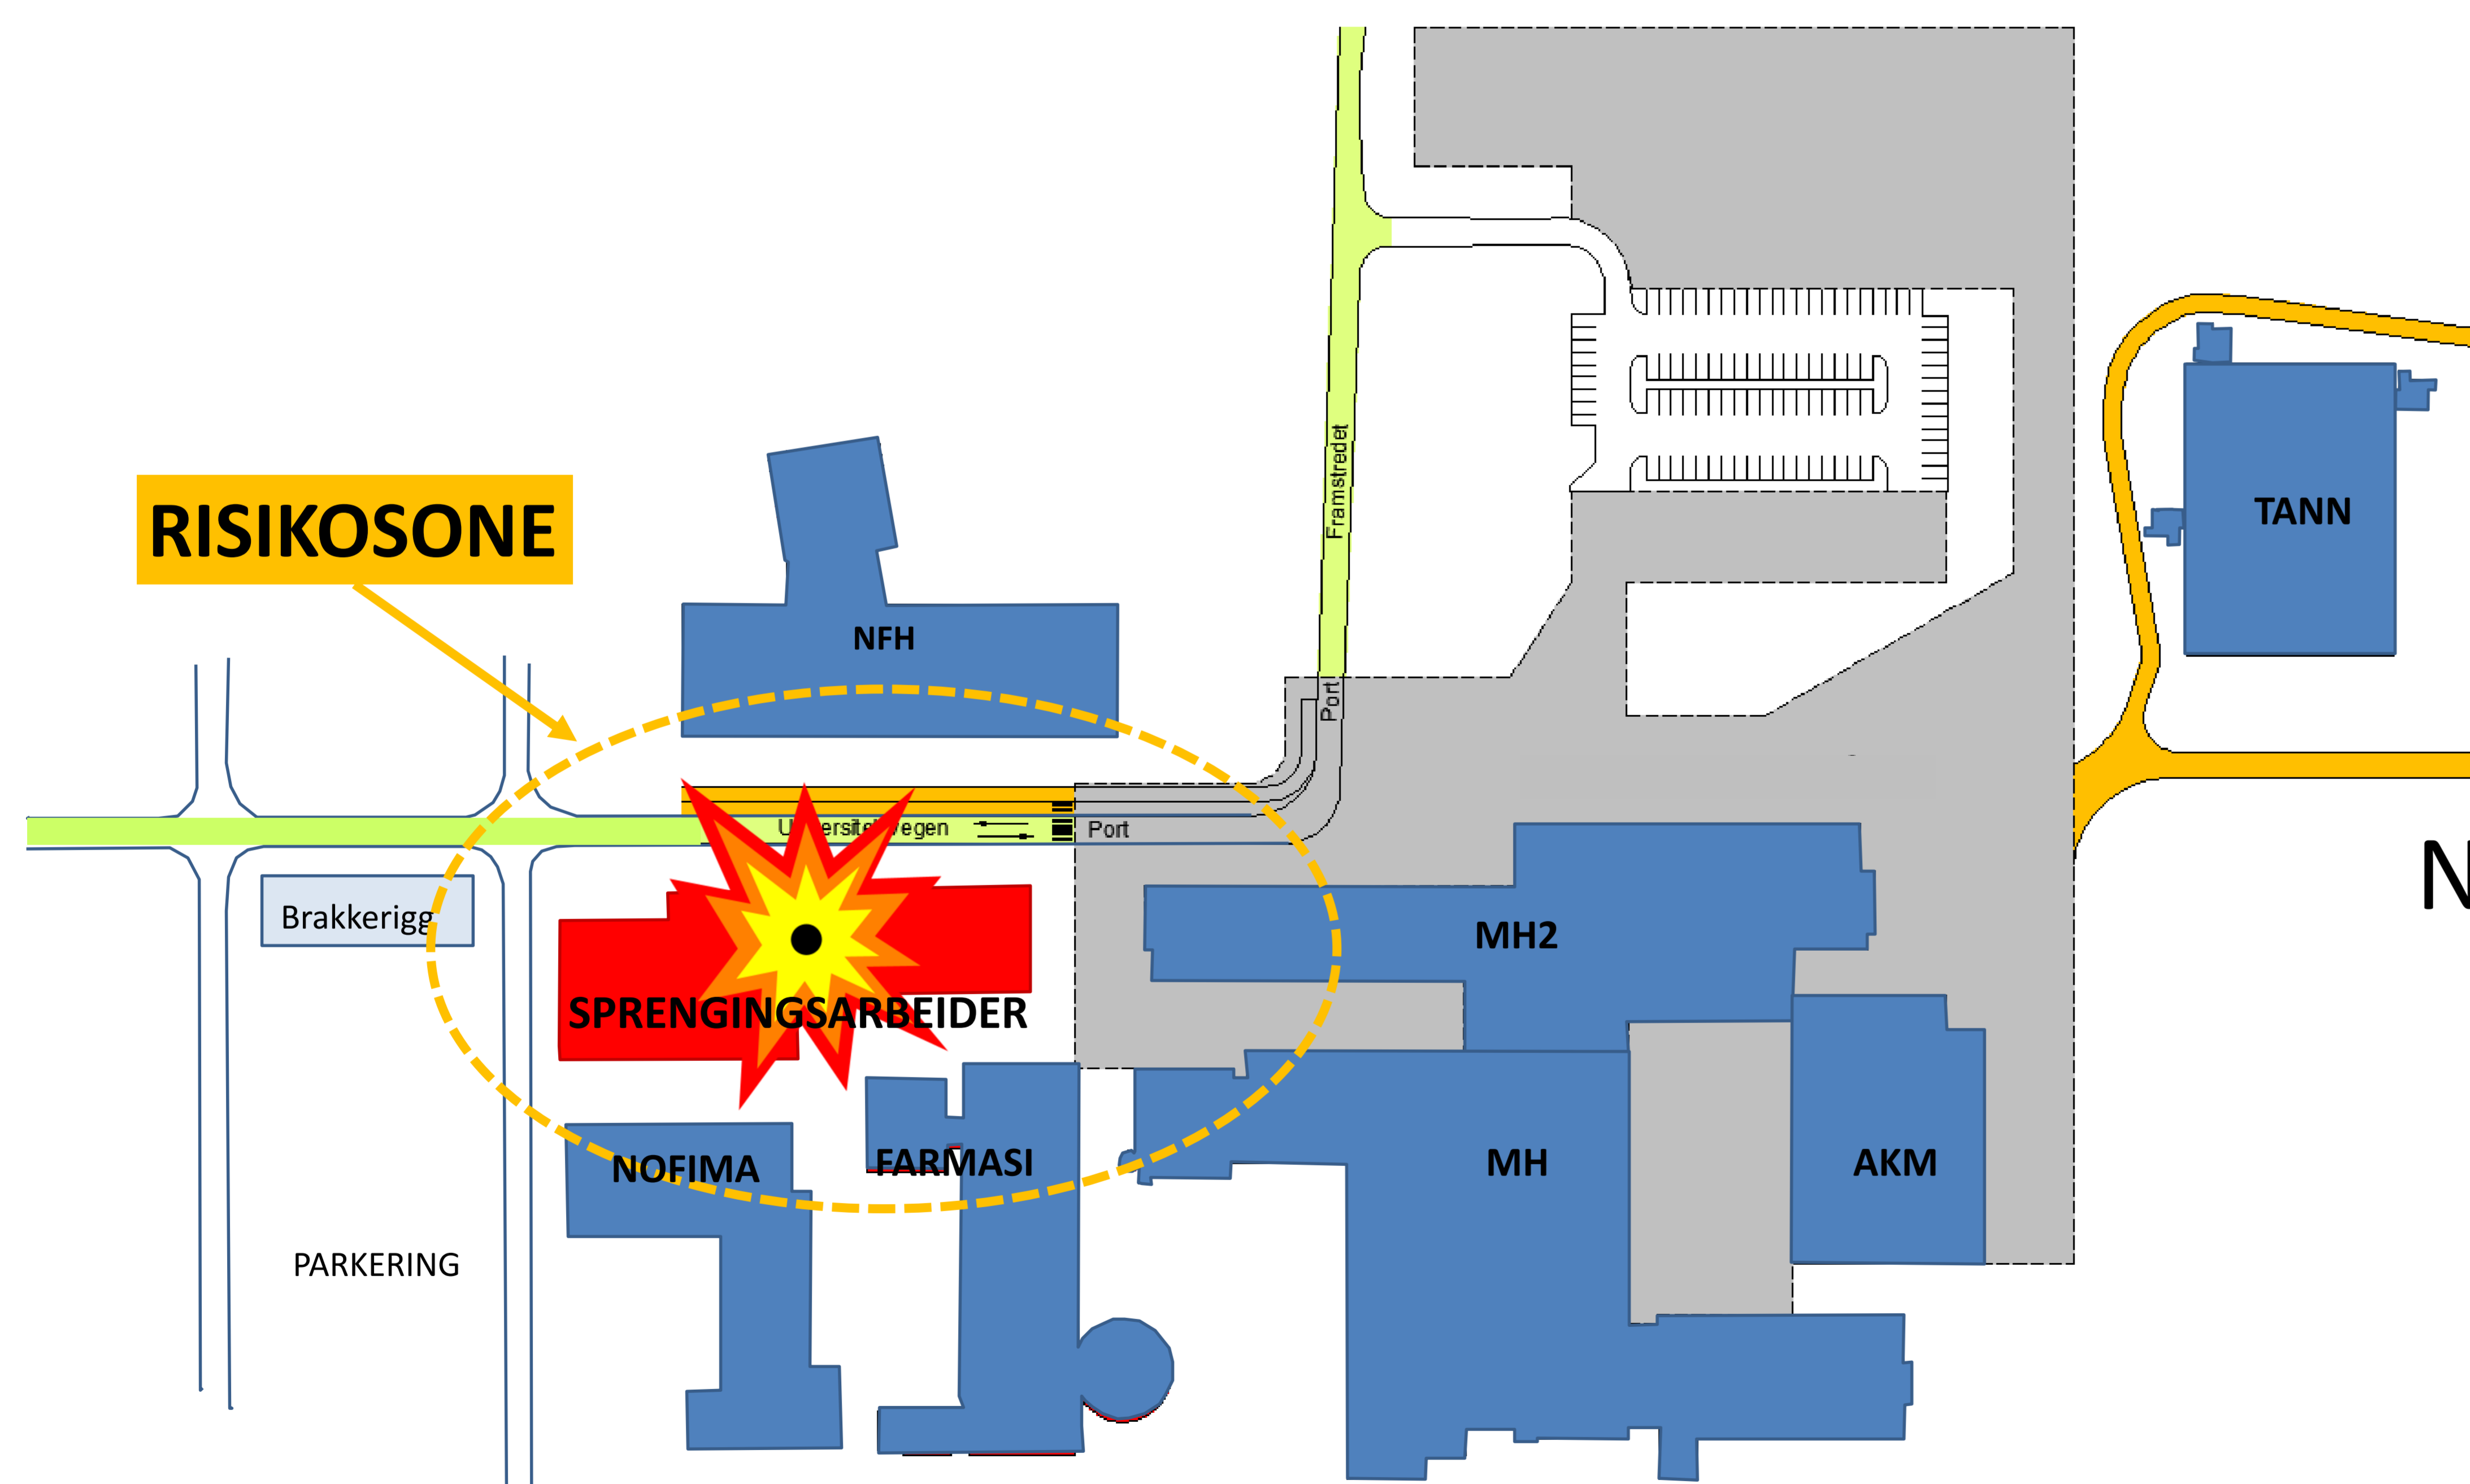 RISIKOSONE
Framstredet
TANN
NFH
Port
Port
Brakkerigg
N
MH2
SPRENGINGSARBEIDER
NOFIMA
FARMASI
MH
AKM
PARKERING